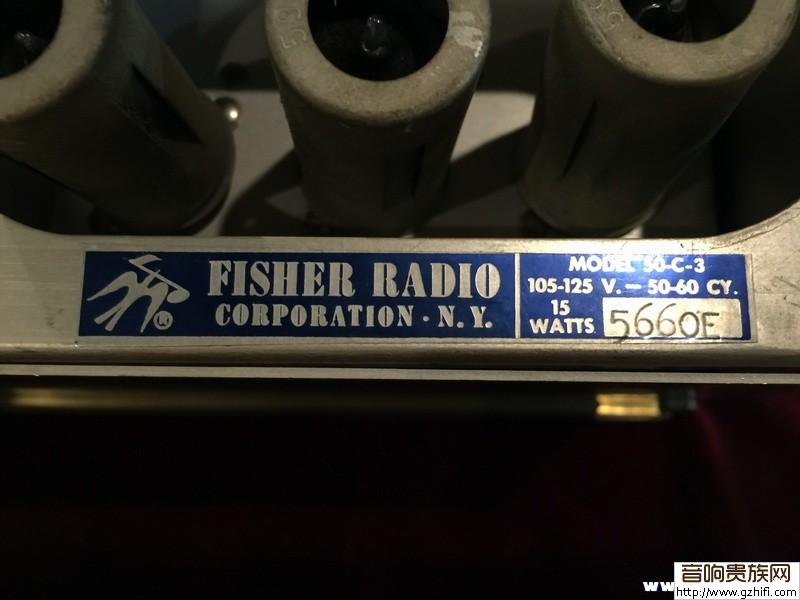 FISHER RADIO
CORPORATION · N.Y.
MODEL 50-C-3
105-125 V. — 50-60 CY.
15
WATTS
5660F
音响贵族网
http://www.gzhifi.com